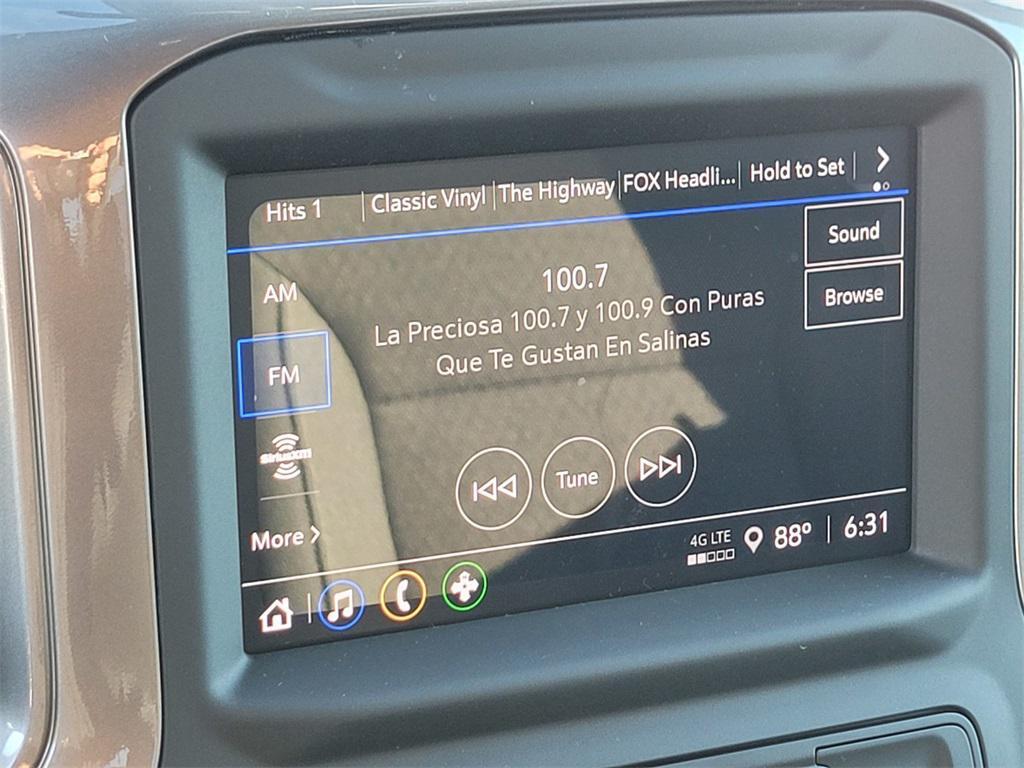 Hits 1
Classic Vinyl
The Highway
FOX Headli...
Hold to Set
Sound
AM
100.7
Browse
La Preciosa 100.7 y 100.9 Con Puras
Que Te Gustan En Salinas
FM
SiriusXM
Tune
More
4G LTE
88°
6:31